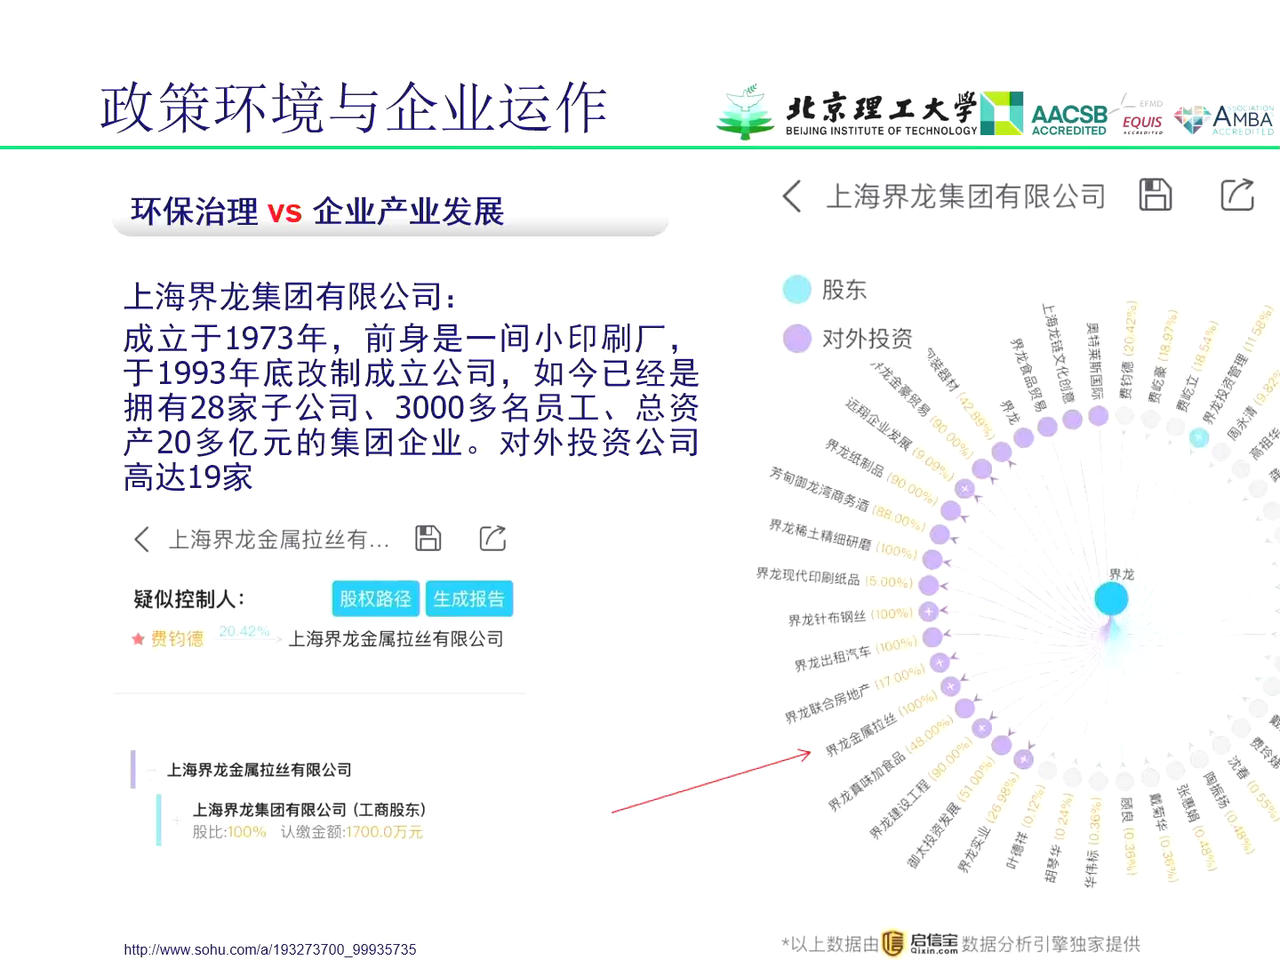 政策环境与企业运作
北京理工大学
BEIJING INSTITUTE OF TECHNOLOGY
AACSB
ACCREDITED
EFMD
EQUIS
ACCREDITED
ASSOCIATION
AMBA
ACCREDITED
环保治理 vs 企业产业发展
上海界龙集团有限公司：
成立于1973年，前身是一间小印刷厂，
于1993年底改制成立公司，如今已经是
拥有28家子公司、3000多名员工、总资
产20多亿元的集团企业。对外投资公司
高达19家
上海界龙金属拉丝有...
疑似控制人：
股权路径
生成报告
费钧德 20.42% 上海界龙金属拉丝有限公司
上海界龙金属拉丝有限公司
上海界龙集团有限公司 (工商股东)
股比:100% 认缴金额:1700.0万元
http://www.sohu.com/a/193273700_99935735
上海界龙集团有限公司
股东
对外投资
界龙
费钧德 (20.42%)
费屹豪 (18.97%)
费屹立 (18.54%)
界龙投资管理 (11.58%)
周永清 (9.82%
高祖华
龚
戴
费玲娣
沈春 (0.55%)
陶振扬 (0.48%)
张惠娟 (0.48%)
戴菊华 (0.36%)
顾良 (0.36%)
华伟标 (0.36%)
胡琴华 (0.24%)
叶德祥 (0.12%)
界龙实业 (26.98%)
御太投资发展 (51.00%)
界龙建设工程 (90.00%)
界龙真味加食品 (48.00%)
界龙金属拉丝 (100%)
界龙联合房地产 (17.00%)
界龙出租汽车 (100%)
界龙针布钢丝 (100%)
界龙现代印刷纸品 (5.00%)
界龙稀土精细研磨 (100%)
芳甸御龙湾商务酒 (88.00%)
界龙纸制品 (90.00%)
远翔企业发展 (9.09%)
界龙金豪贸易 (90.00%)
包装器材 (42.89%)
界龙
界龙食品贸易
上海龙链文化创意
奥特莱斯国际
*以上数据由 启信宝 Qixin.com 数据分析引擎独家提供